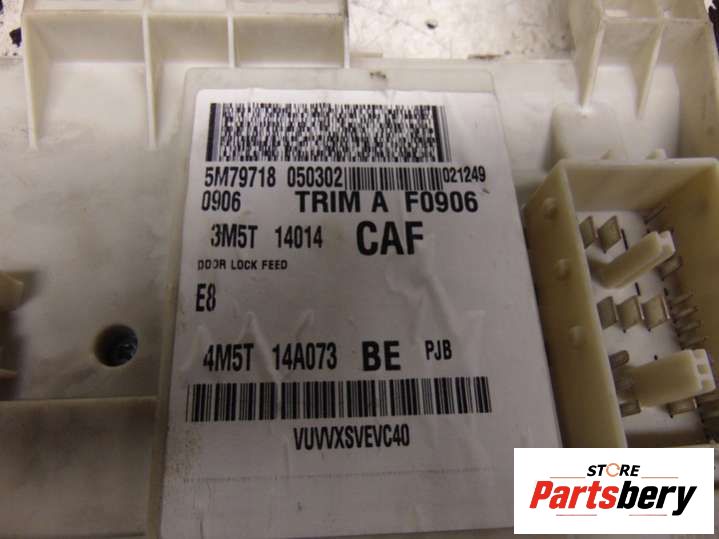 5M79718 050302 021249
0906 TRIM A F0906
3M5T 14014 CAF
DOOR LOCK FEED
E8
4M5T 14A073 BE PJB
VUVVXSVEVC40
STORE
Partsbery